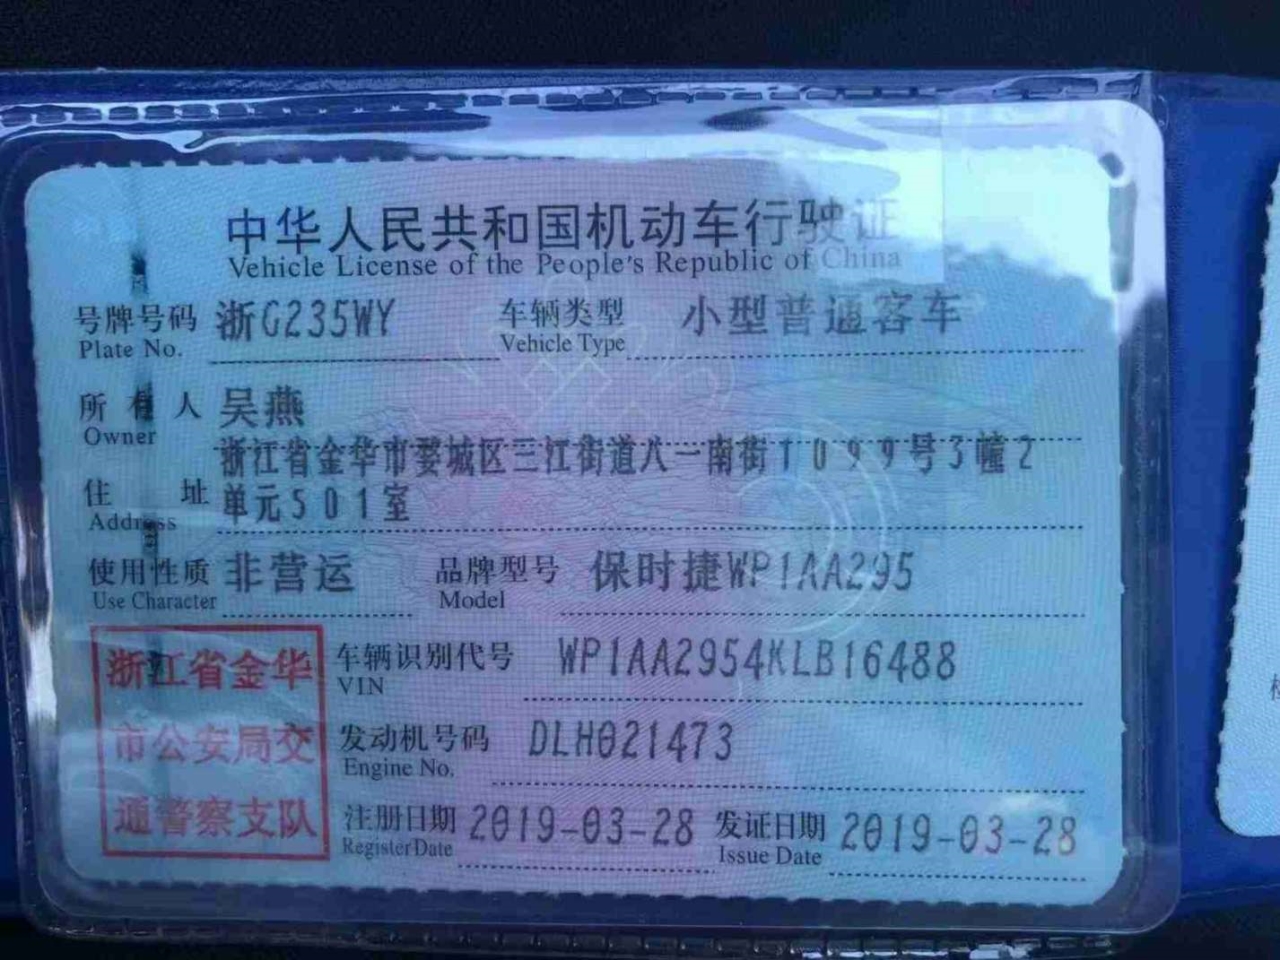 中华人民共和国机动车行驶证
Vehicle License of the People's Republic of China
号牌号码 浙G235WY 车辆类型 小型普通客车
Plate No. Vehicle Type
所有人 吴燕
Owner
浙江省金华市婺城区三江街道八一南街1099号3幢2
住址 单元501室
Address
使用性质 非营运 品牌型号 保时捷WP1AA295
Use Character Model
浙江省金华
市公安局交
通警察支队
车辆识别代号 WP1AA2954KLB16488
VIN
发动机号码 DLH021473
Engine No.
注册日期 2019-03-28 发证日期 2019-03-28
Register Date Issue Date